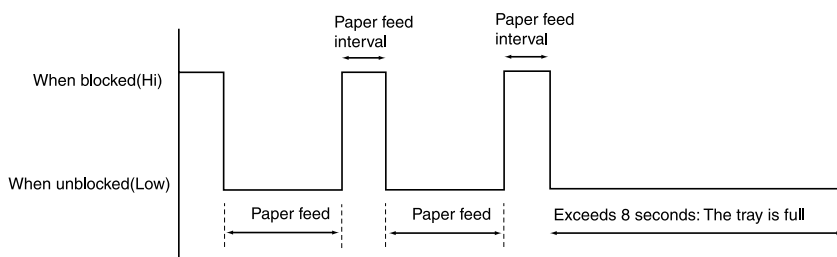 Paper feed
interval
Paper feed
interval
When blocked(Hi)
When unblocked(Low)
Paper feed
Paper feed
Exceeds 8 seconds: The tray is full